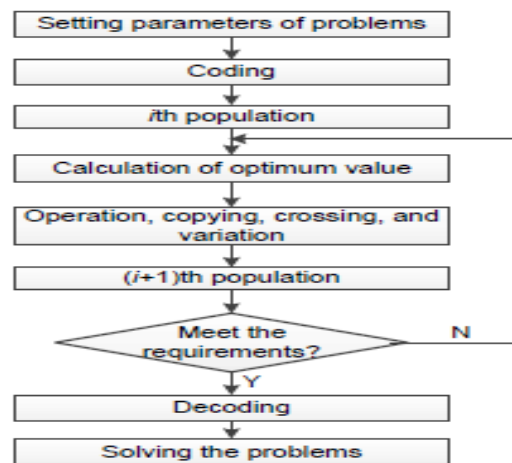 Setting parameters of problems
Coding
ith population
Calculation of optimum value
Operation, copying, crossing, and
variation
(i+1)th population
Meet the
requirements?
N
Y
Decoding
Solving the problems